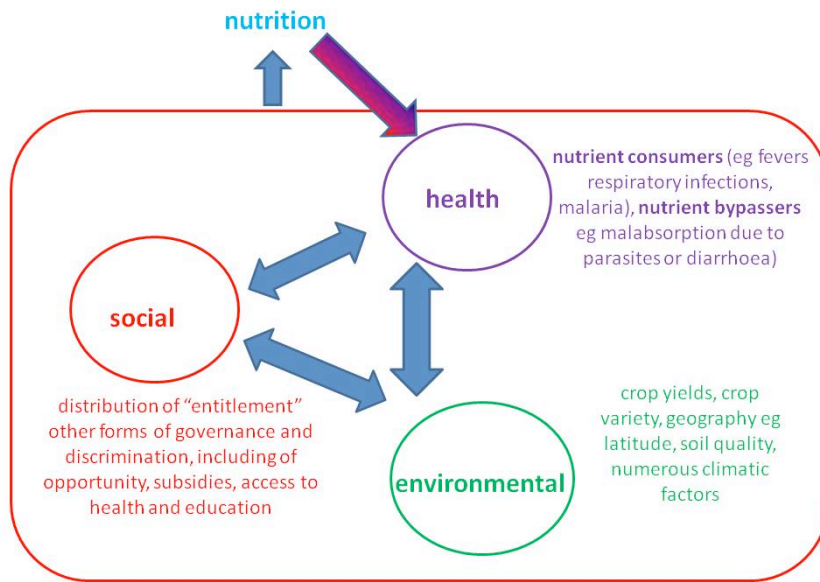 nutrition
health
nutrient consumers (eg fevers
respiratory infections,
malaria), nutrient bypassers
eg malabsorption due to
parasites or diarrhoea)
social
distribution of “entitlement”
other forms of governance and
discrimination, including of
opportunity, subsidies, access to
health and education
environmental
crop yields, crop
variety, geography eg
latitude, soil quality,
numerous climatic
factors